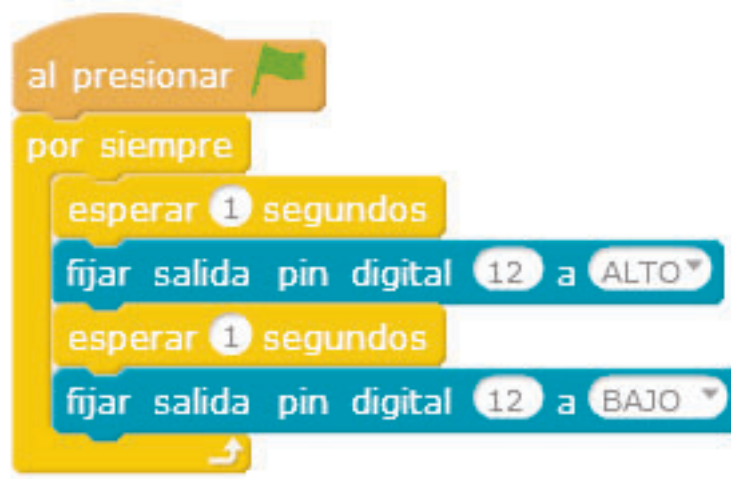 al presionar
por siempre
esperar 1 segundos
fijar salida pin digital 12 a ALTO
esperar 1 segundos
fijar salida pin digital 12 a BAJO